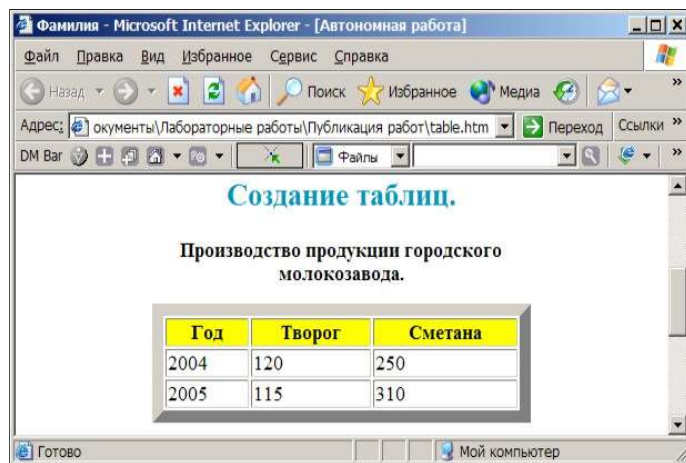 Фамилия - Microsoft Internet Explorer - [Автономная работа]
Файл Правка Вид Избранное Сервис Справка
Назад Поиск Избранное Медиа »
Адрес: окументы\Лабораторные работы\Публикация работ\table.htm Переход Ссылки »
DM Bar Файлы »
Создание таблиц.
Производство продукции городского
молокозавода.
Год Творог Сметана
2004 120 250
2005 115 310
Готово Мой компьютер